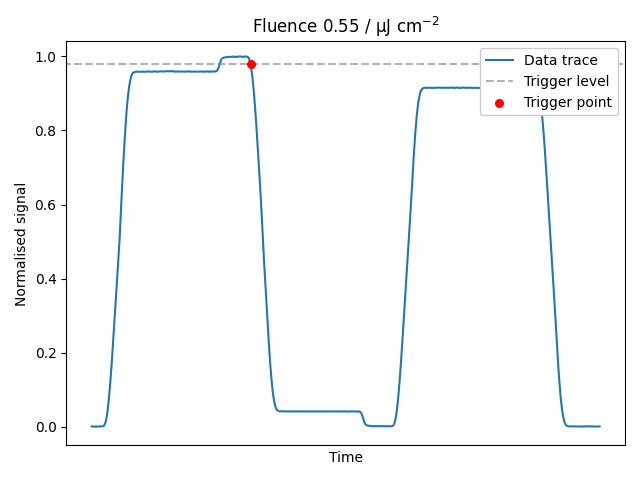 Fluence 0.55 / µJ cm⁻²
Data trace
Trigger level
Trigger point
Normalised signal
1.0
0.8
0.6
0.4
0.2
0.0
Time